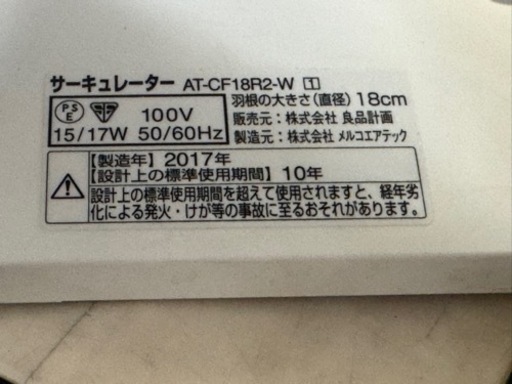 サーキュレーター AT-CF18R2-W 1
PSE 100V
15/17W 50/60Hz
羽根の大きさ(直径)18cm
販売元:株式会社 良品計画
製造元:株式会社 メルコエアテック
【製造年】2017年
【設計上の標準使用期間】10年
設計上の標準使用期間を超えて使用されますと、経年劣
化による発火・けが等の事故に至るおそれがあります。